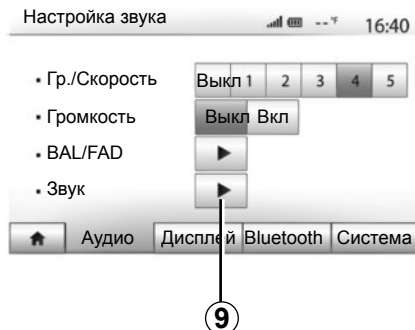 Настройка звука --°F 16:40
▪ Гр./Скорость Выкл 1 2 3 4 5
▪ Громкость Выкл Вкл
▪ BAL/FAD ►
▪ Звук ►
Аудио Дисплей Bluetooth Система
9